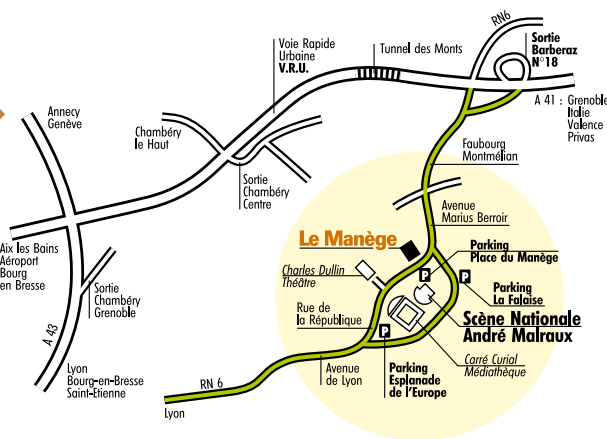 RN6
Sortie
Barberaz
N°18
Voie Rapide
Urbaine
V.R.U.
Tunnel des Monts
A 41 : Grenoble
Italie
Valence
Privas
Annecy
Genève
Chambéry
le Haut
Faubourg
Montmélian
Sortie
Chambéry
Centre
Avenue
Marius Berroir
Aix les Bains
Aéroport
Bourg
en Bresse
Le Manège
Parking
Place du Manège
P
Charles Dullin
Théâtre
P
Parking
La Falaise
Sortie
Chambéry
Grenoble
Rue de
la République
Scène Nationale
André Malraux
A 43
P
Carré Curial
Médiathèque
Lyon
Bourg-en-Bresse
Saint-Etienne
RN 6
Avenue
de Lyon
Parking
Esplanade
de l'Europe
Lyon